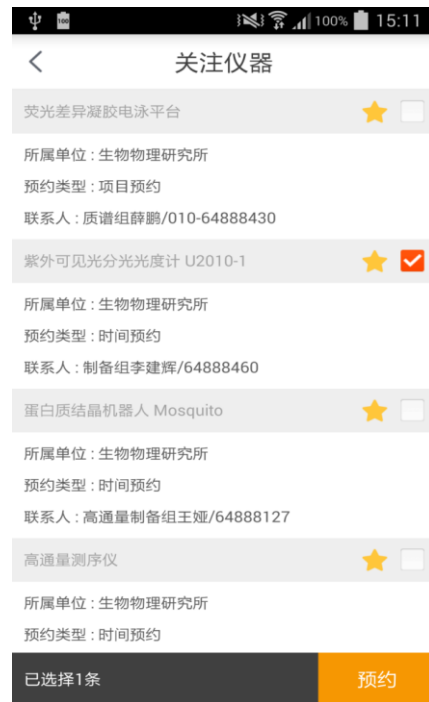 100 100% 15:11
关注仪器
荧光差异凝胶电泳平台
所属单位 : 生物物理研究所
预约类型 : 项目预约
联系人 : 质谱组薛鹏/010-64888430
紫外可见光分光光度计 U2010-1
所属单位 : 生物物理研究所
预约类型 : 时间预约
联系人 : 制备组李建辉/64888460
蛋白质结晶机器人 Mosquito
所属单位 : 生物物理研究所
预约类型 : 时间预约
联系人 : 高通量制备组王娅/64888127
高通量测序仪
所属单位 : 生物物理研究所
预约类型 : 时间预约
已选择1条 预约